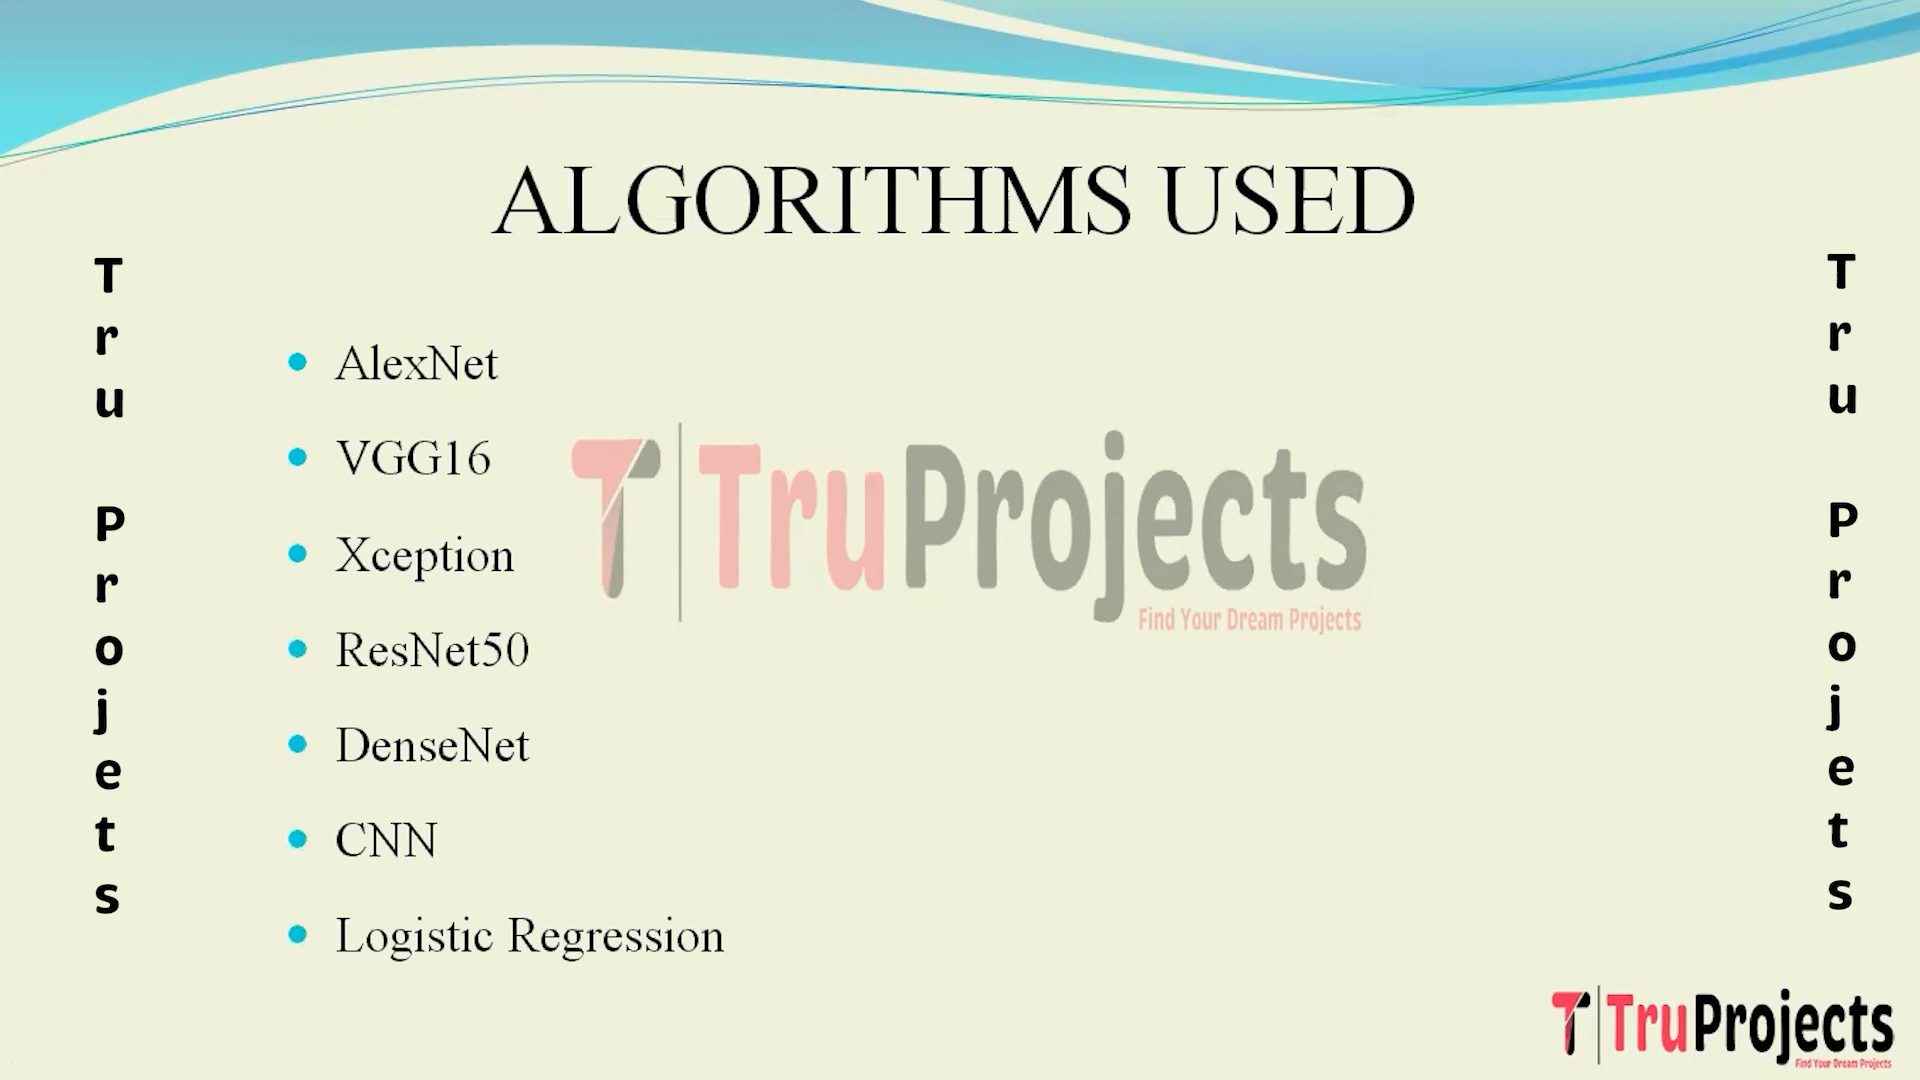 ALGORITHMS USED
Tru Projets
AlexNet
VGG16
Xception
ResNet50
DenseNet
CNN
Logistic Regression
TruProjects
Find Your Dream Projects
Tru Projets
TruProjects
Find Your Dream Projects